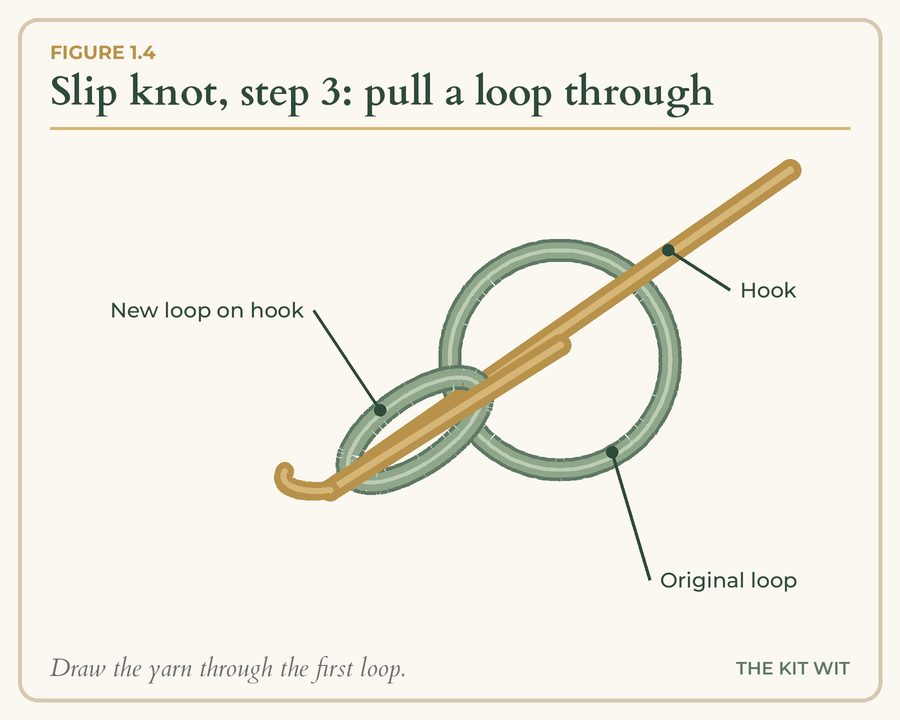 FIGURE 1.4
Slip knot, step 3: pull a loop through
Hook
New loop on hook
Original loop
Draw the yarn through the first loop.
THE KIT WIT